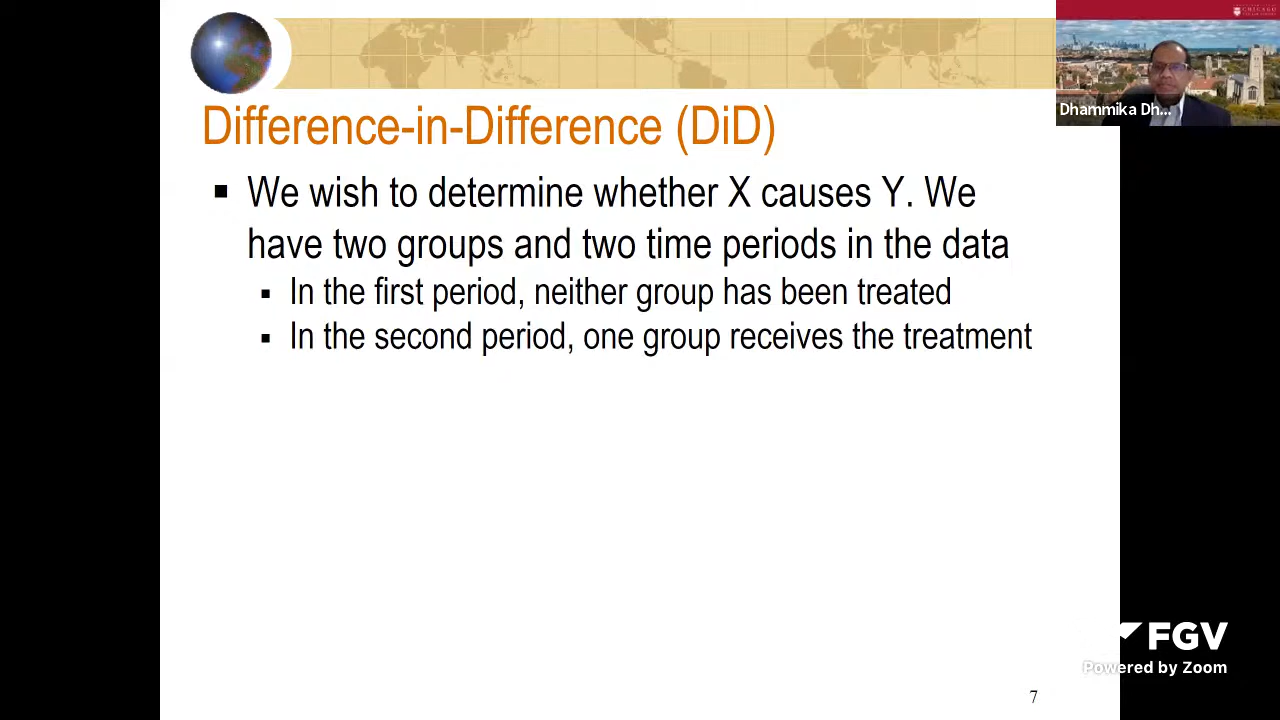 Difference-in-Difference (DiD)
▪ We wish to determine whether X causes Y. We
have two groups and two time periods in the data
▪ In the first period, neither group has been treated
▪ In the second period, one group receives the treatment
7
CHICAGO
Dhammika Dh...
FGV
Powered by Zoom